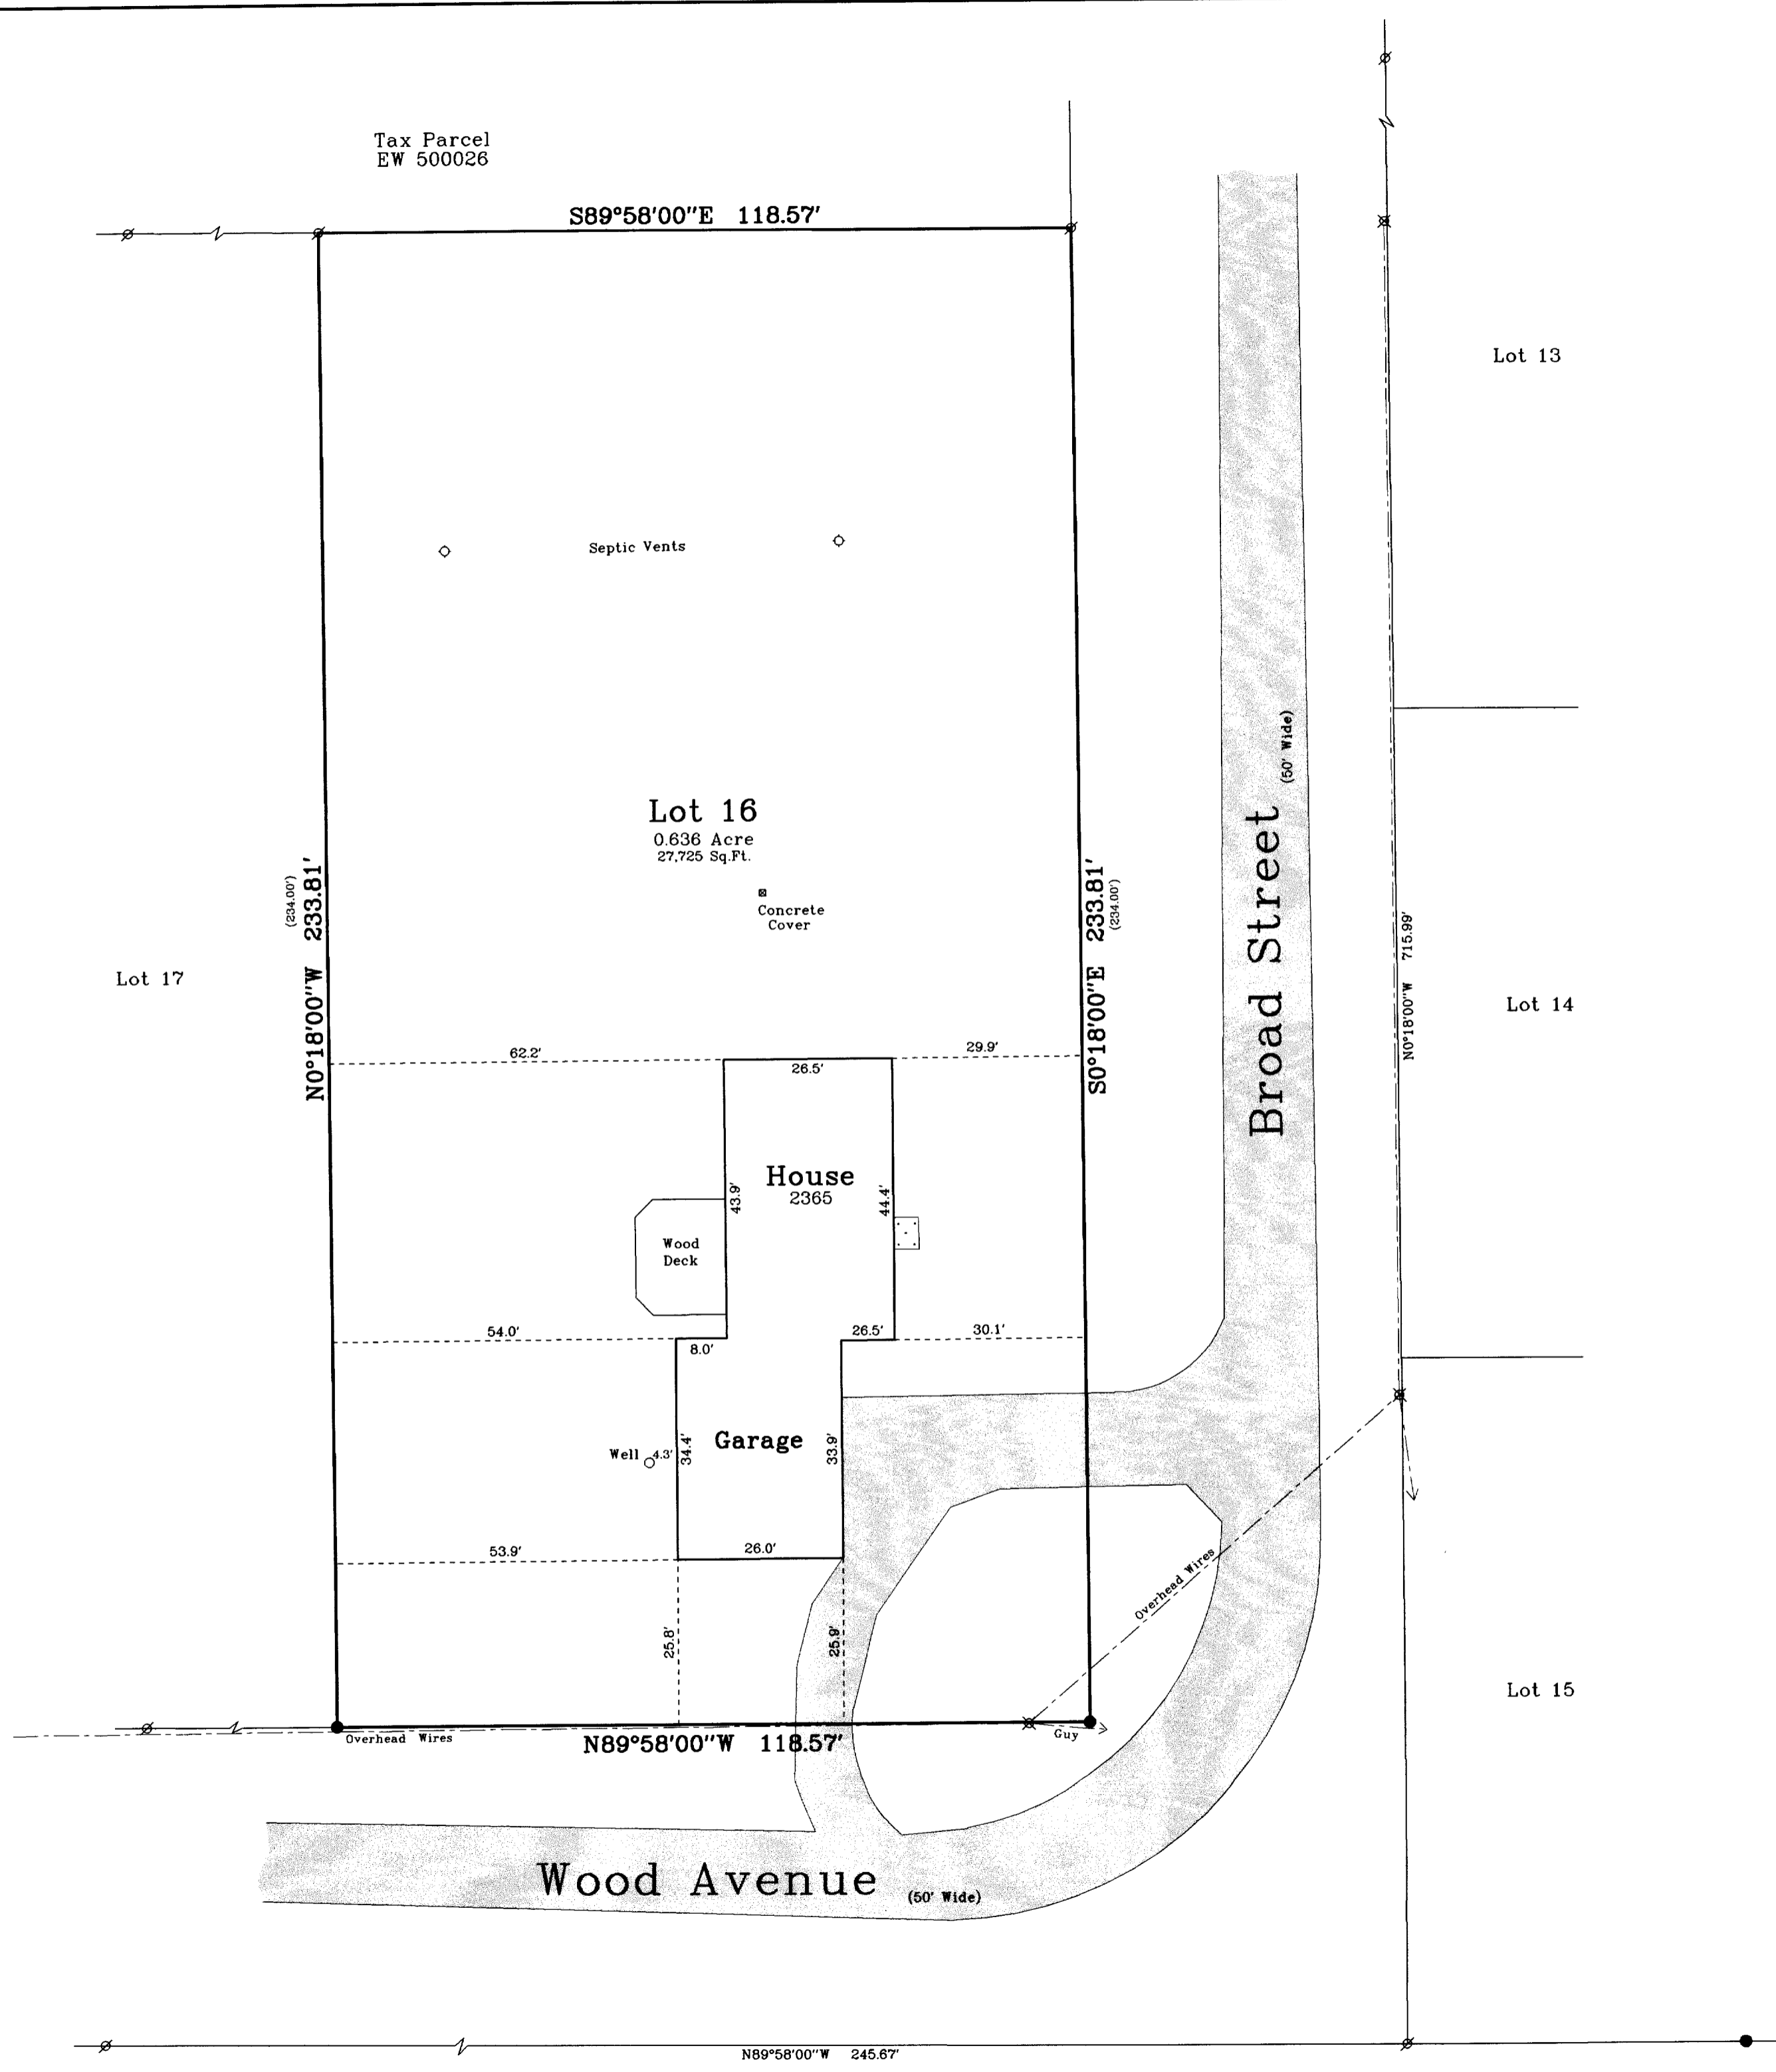 Tax Parcel
EW 500026
S89°58'00"E 118.57'
Lot 13
Septic Vents
(50' Wide)
Broad Street
Lot 16
0.636 Acre
27,725 Sq.Ft.
Concrete
Cover
(234.00')
N0°18'00"W 233.81'
S0°18'00"E 233.81'
(234.00')
N0°18'00"W 715.99'
Lot 17
Lot 14
62.2'
26.5'
29.9'
House
2365
43.9'
44.4'
Wood
Deck
54.0'
8.0'
26.5'
30.1'
Garage
Well
4.3'
34.4'
33.9'
53.9'
26.0'
Overhead Wires
25.8'
25.9'
Lot 15
Overhead Wires
N89°58'00"W 118.57'
Guy
Wood Avenue
(50' Wide)
N89°58'00"W 245.67'